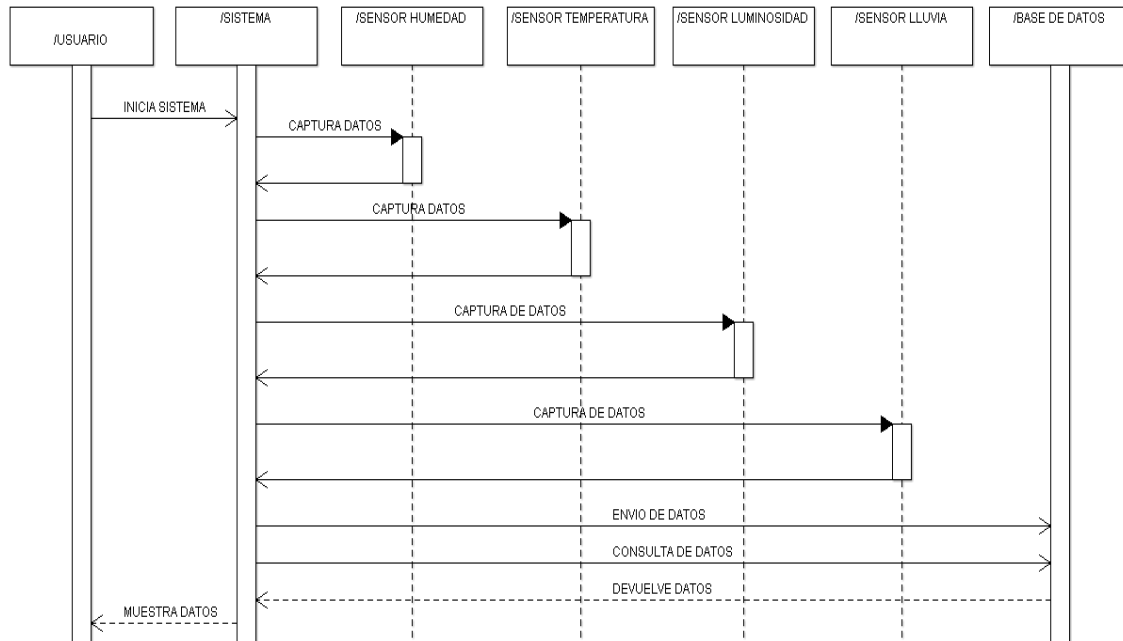 /USUARIO
/SISTEMA
/SENSOR HUMEDAD
/SENSOR TEMPERATURA
/SENSOR LUMINOSIDAD
/SENSOR LLUVIA
/BASE DE DATOS
INICIA SISTEMA
CAPTURA DATOS
CAPTURA DATOS
CAPTURA DE DATOS
CAPTURA DE DATOS
ENVIO DE DATOS
CONSULTA DE DATOS
DEVUELVE DATOS
MUESTRA DATOS